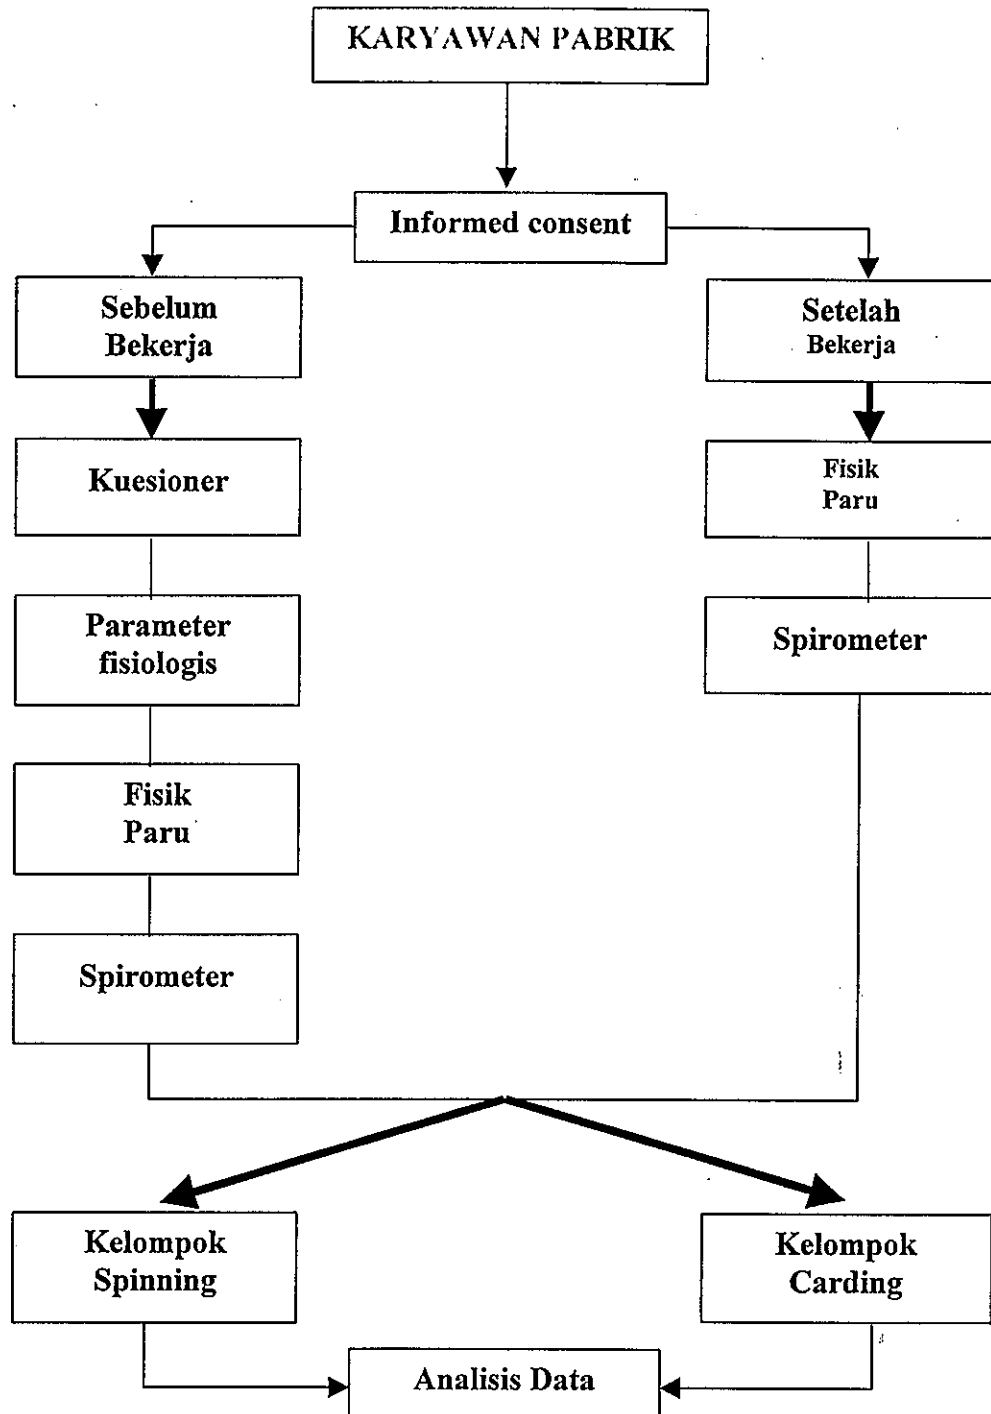 KARYAWAN PABRIK
Informed consent
Sebelum
Bekerja
Setelah
Bekerja
Kuesioner
Fisik
Paru
Parameter
fisiologis
Spirometer
Fisik
Paru
Spirometer
Kelompok
Spinning
Kelompok
Carding
Analisis Data